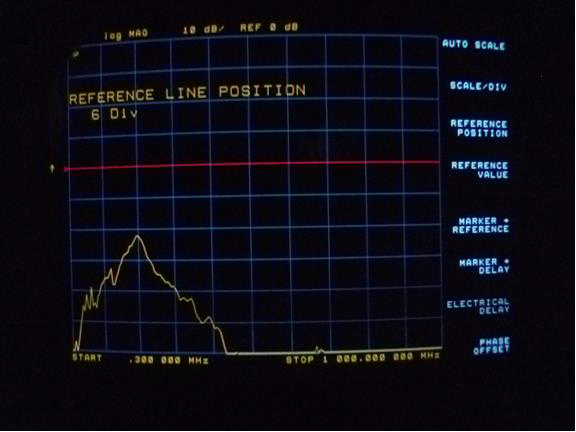 log MAG 10 dB/ REF 0 dB
REFERENCE LINE POSITION
6 Div
AUTO SCALE
SCALE/DIV
REFERENCE
POSITION
REFERENCE
VALUE
MARKER →
REFERENCE
MARKER →
DELAY
ELECTRICAL
DELAY
PHASE
OFFSET
START .300 000 MHz STOP 1 000.000 000 MHz